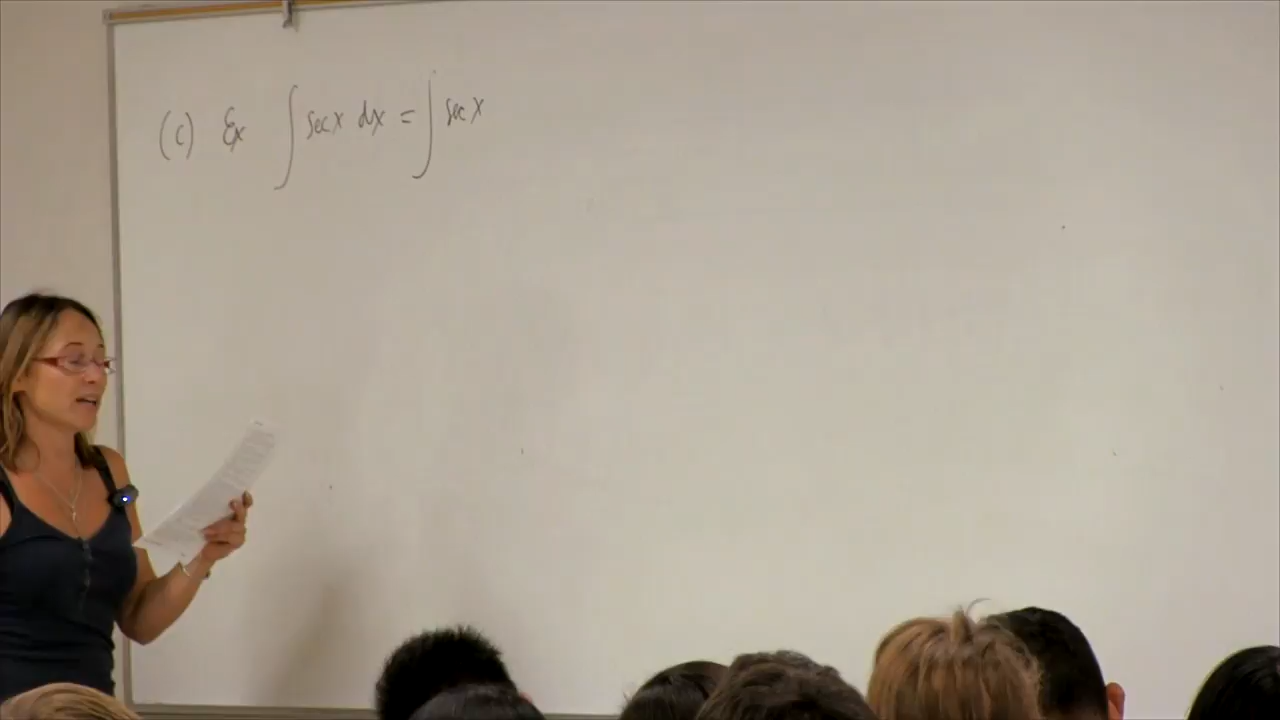 (c) Ex ∫ sec x dx = ∫ sec x